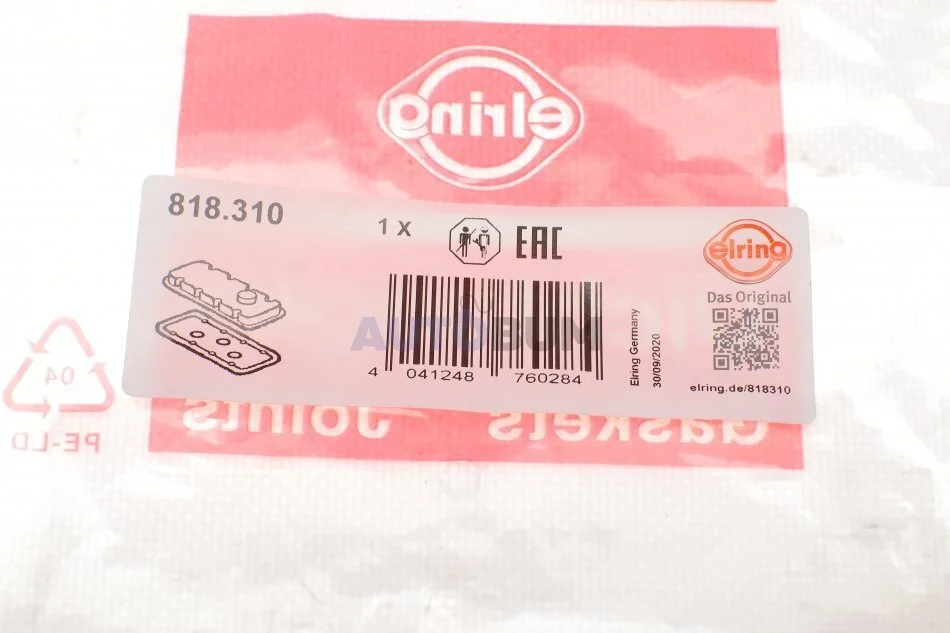 elring
818.310
1 X
EAC
elring
Das Original
AUTOBUM
4 041248 760284
Elring Germany
30/09/2020
elring.de/818310
04
PE-LD
Joints
Gaskets